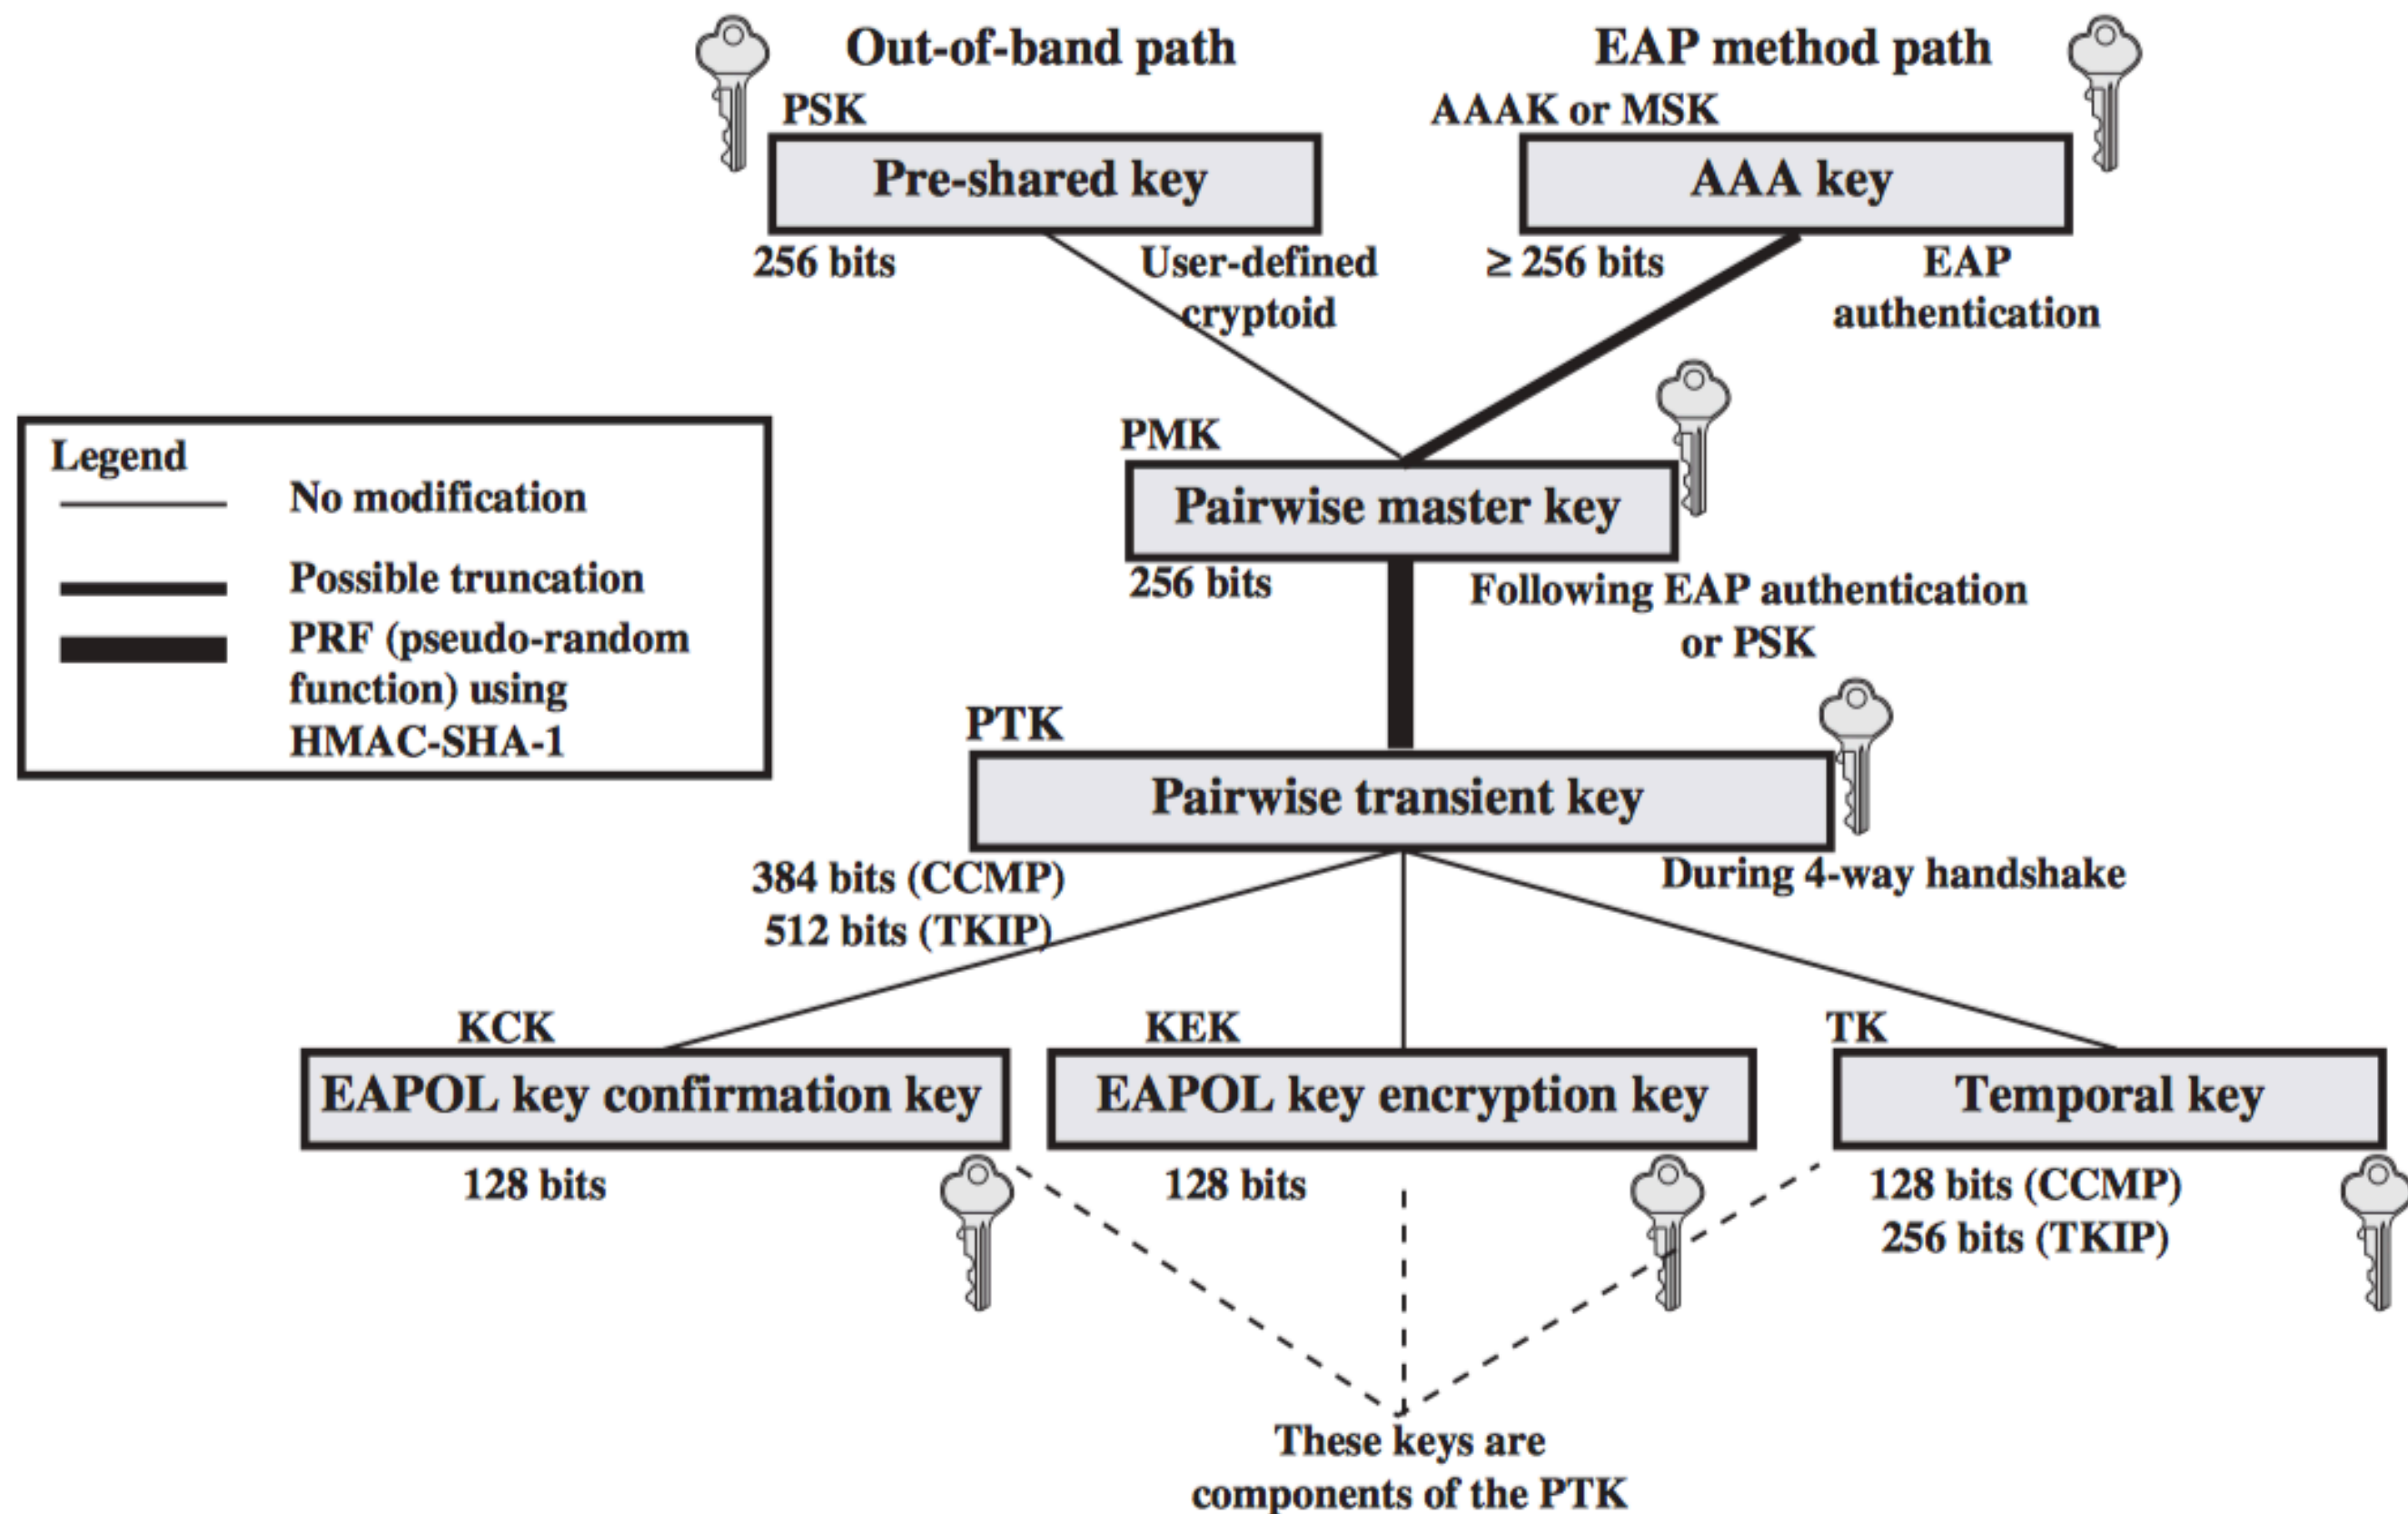 Out-of-band path
EAP method path
PSK
AAAK or MSK
Pre-shared key
AAA key
256 bits
User-defined
cryptoid
≥ 256 bits
EAP
authentication
PMK
Pairwise master key
256 bits
Following EAP authentication
or PSK
Legend
No modification
Possible truncation
PRF (pseudo-random
function) using
HMAC-SHA-1
PTK
Pairwise transient key
384 bits (CCMP)
512 bits (TKIP)
During 4-way handshake
KCK
KEK
TK
EAPOL key confirmation key
EAPOL key encryption key
Temporal key
128 bits
128 bits
128 bits (CCMP)
256 bits (TKIP)
These keys are
components of the PTK